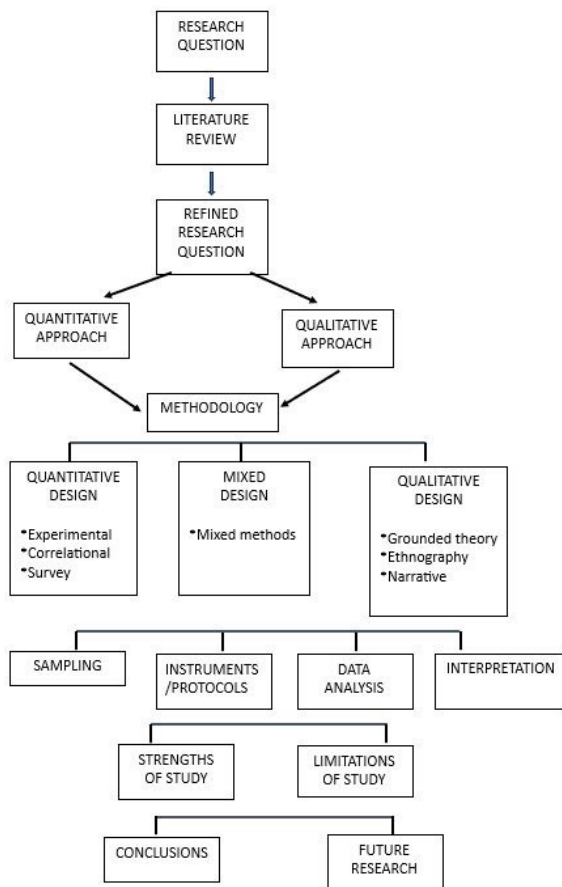 RESEARCH
QUESTION
LITERATURE
REVIEW
REFINED
RESEARCH
QUESTION
QUANTITATIVE
APPROACH
QUALITATIVE
APPROACH
METHODOLOGY
QUANTITATIVE
DESIGN
*Experimental
*Correlational
*Survey
MIXED
DESIGN
*Mixed methods
QUALITATIVE
DESIGN
*Grounded theory
*Ethnography
*Narrative
SAMPLING
INSTRUMENTS
/PROTOCOLS
DATA
ANALYSIS
INTERPRETATION
STRENGTHS
OF STUDY
LIMITATIONS
OF STUDY
CONCLUSIONS
FUTURE
RESEARCH